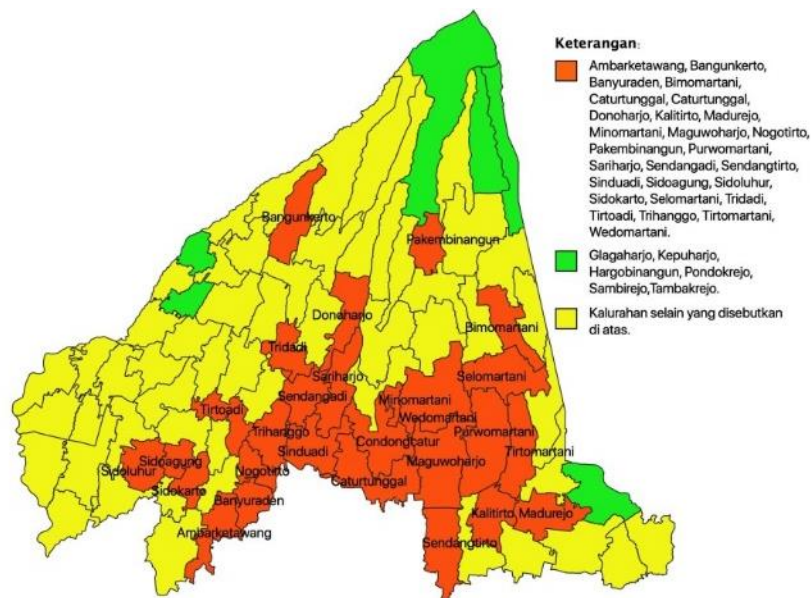 Keterangan:
Ambarketawang, Bangunkerto,
Banyuraden, Bimomartani,
Caturtunggal, Caturtunggal,
Donoharjo, Kalitirto, Madurejo,
Minomartani, Maguwoharjo, Nogotirto,
Pakembinangun, Purwomartani,
Sariharjo, Sendangadi, Sendangtirto,
Sinduadi, Sidoagung, Sidoluhur,
Sidokarto, Selomartani, Tridadi,
Tirtoadi, Trihanggo, Tirtomartani,
Wedomartani.
Glagaharjo, Kepuharjo,
Hargobinangun, Pondokrejo,
Sambirejo,Tambakrejo.
Kalurahan selain yang disebutkan
di atas.
Bangunkerto
Pakembinangun
Donoharjo
Bimomartani
Tridadi
Sariharjo
Selomartani
Sendangadi
Minomartani
Tirtoadi
Wedomartani
Trihanggo
Purwomartani
Condongcatur
Sinduadi
Tirtomartani
Sidoagung
Maguwoharjo
Sidoluhur
Nogotirto
Caturtunggal
Sidokarto
Banyuraden
Kalitirto
Madurejo
Ambarketawang
Sendangtirto